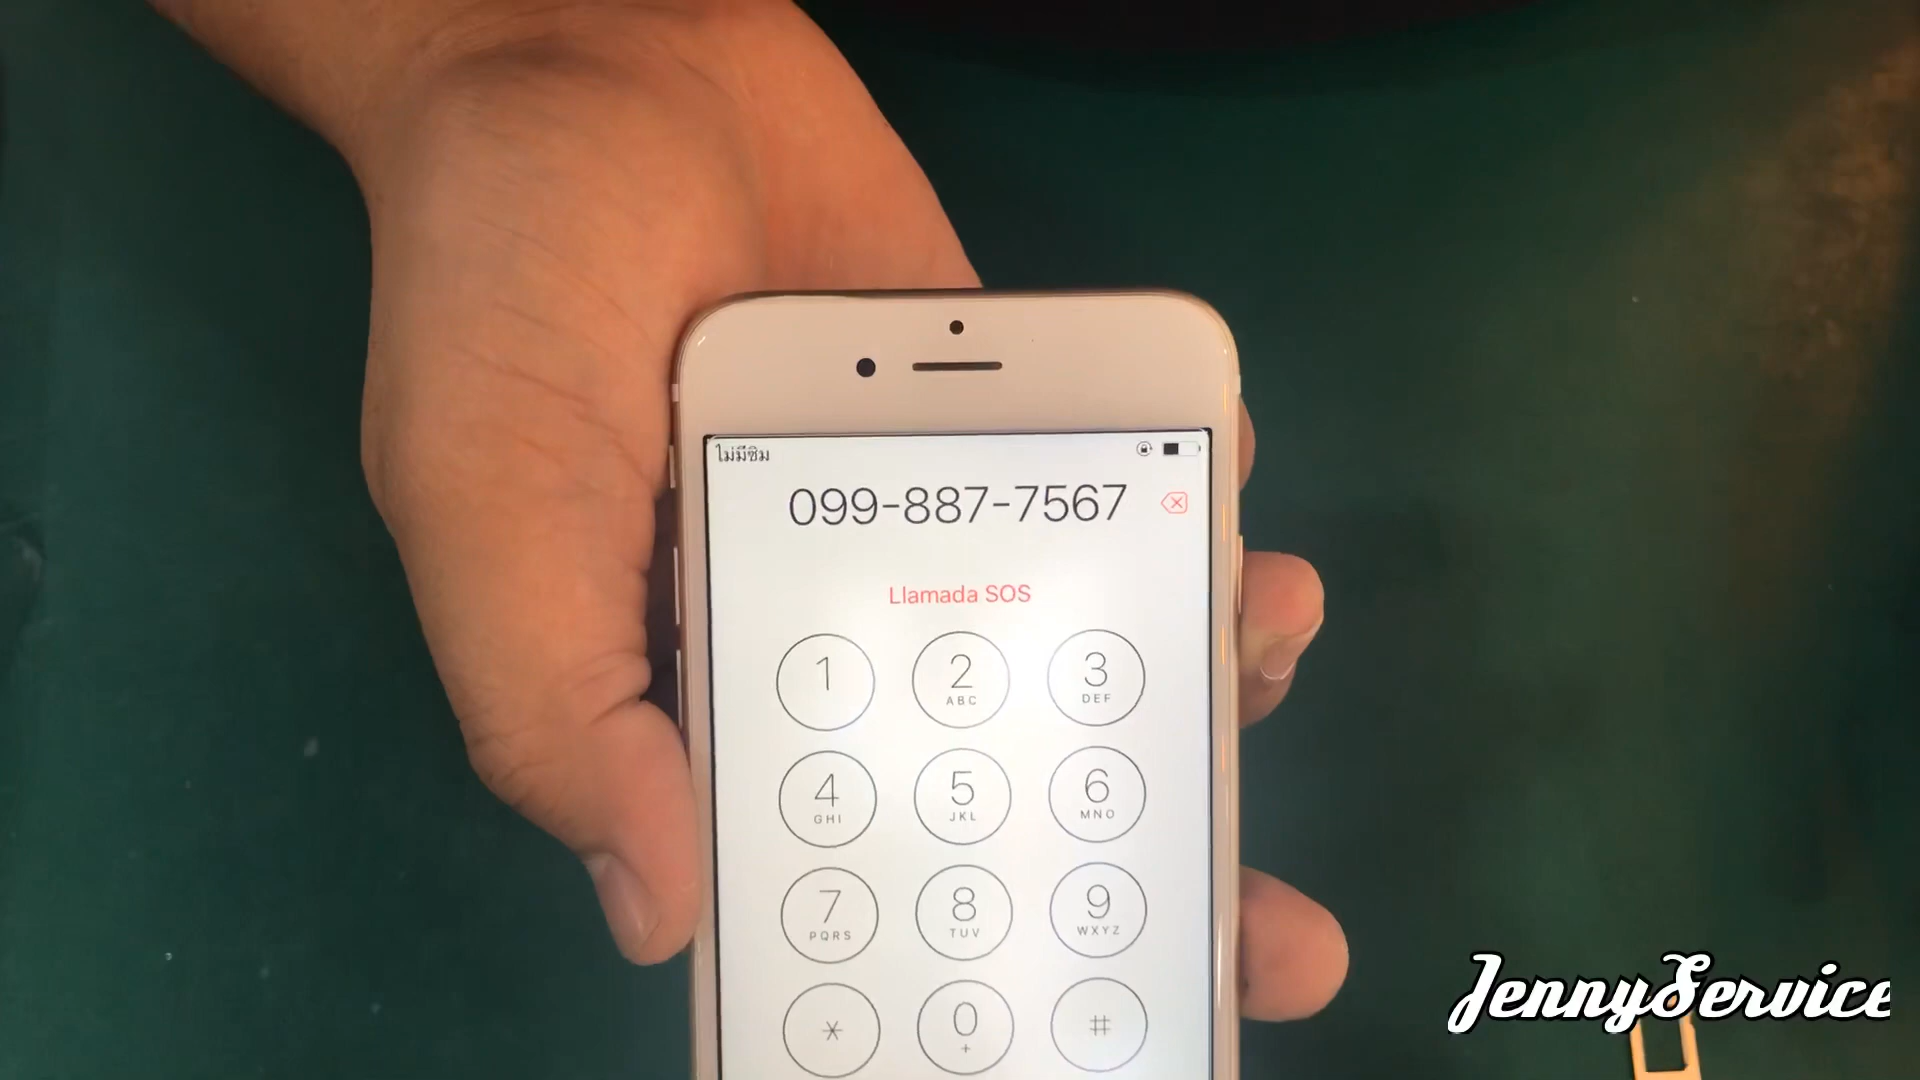 ไม่มีซิม
099-887-7567
Llamada SOS
1 2 3
ABC DEF
4 5 6
GHI JKL MNO
7 8 9
PQRS TUV WXYZ
* 0 #
+
JennyService